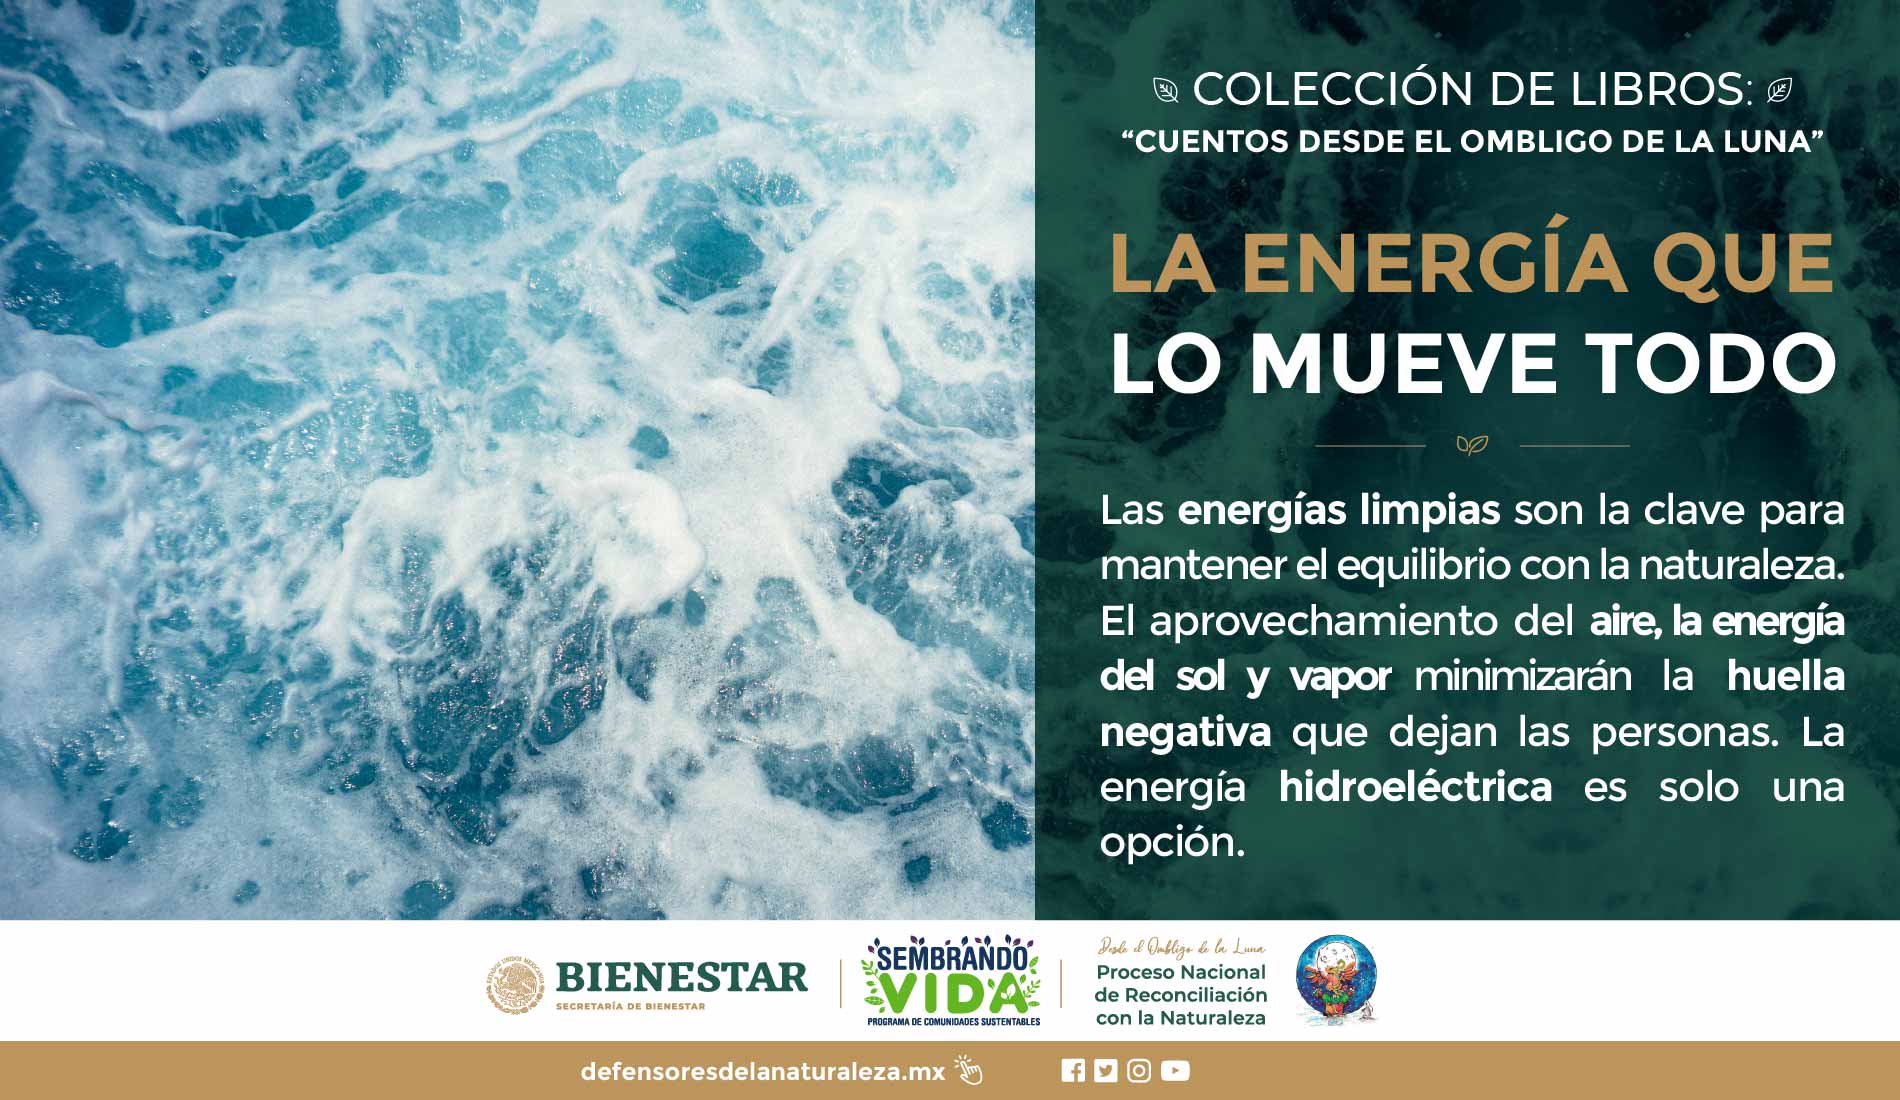 COLECCIÓN DE LIBROS:
“CUENTOS DESDE EL OMBLIGO DE LA LUNA”
LA ENERGÍA QUE
LO MUEVE TODO
Las energías limpias son la clave para
mantener el equilibrio con la naturaleza.
El aprovechamiento del aire, la energía
del sol y vapor minimizarán la huella
negativa que dejan las personas. La
energía hidroeléctrica es solo una
opción.
ESTADOS UNIDOS MEXICANOS
BIENESTAR
SECRETARÍA DE BIENESTAR
SEMBRANDO
VIDA
PROGRAMA DE COMUNIDADES SUSTENTABLES
Desde el Ombligo de la Luna
Proceso Nacional
de Reconciliación
con la Naturaleza
defensoresdelanaturaleza.mx